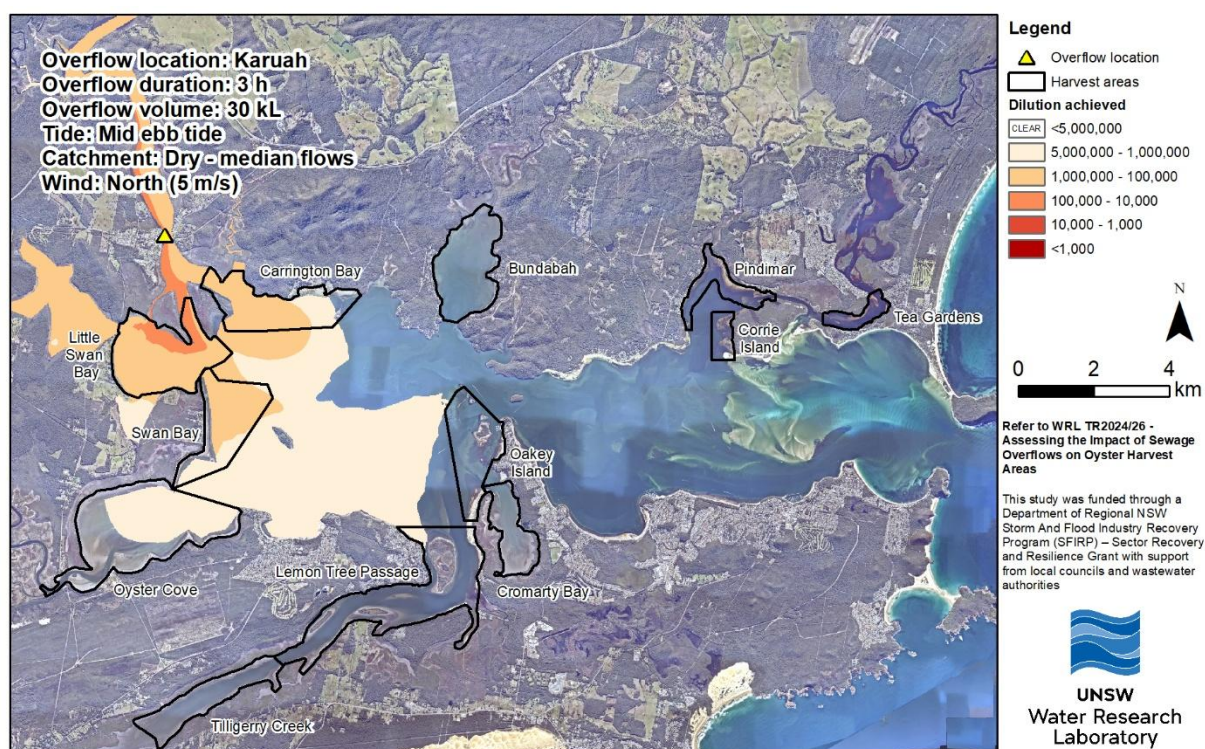 Overflow location: Karuah
Overflow duration: 3 h
Overflow volume: 30 kL
Tide: Mid ebb tide
Catchment: Dry - median flows
Wind: North (5 m/s)
Carrington Bay
Bundabah
Pindimar
Tea Gardens
Corrie
Island
Little
Swan
Bay
Swan Bay
Oakey
Island
Oyster Cove
Lemon Tree Passage
Cromarty Bay
Tilligerry Creek
Legend
Overflow location
Harvest areas
Dilution achieved
CLEAR <5,000,000
5,000,000 - 1,000,000
1,000,000 - 100,000
100,000 - 10,000
10,000 - 1,000
<1,000
N
0 2 4
km
Refer to WRL TR2024/26 -
Assessing the Impact of Sewage
Overflows on Oyster Harvest
Areas
This study was funded through a
Department of Regional NSW
Storm And Flood Industry Recovery
Program (SFIRP) – Sector Recovery
and Resilience Grant with support
from local councils and wastewater
authorities
UNSW
Water Research
Laboratory